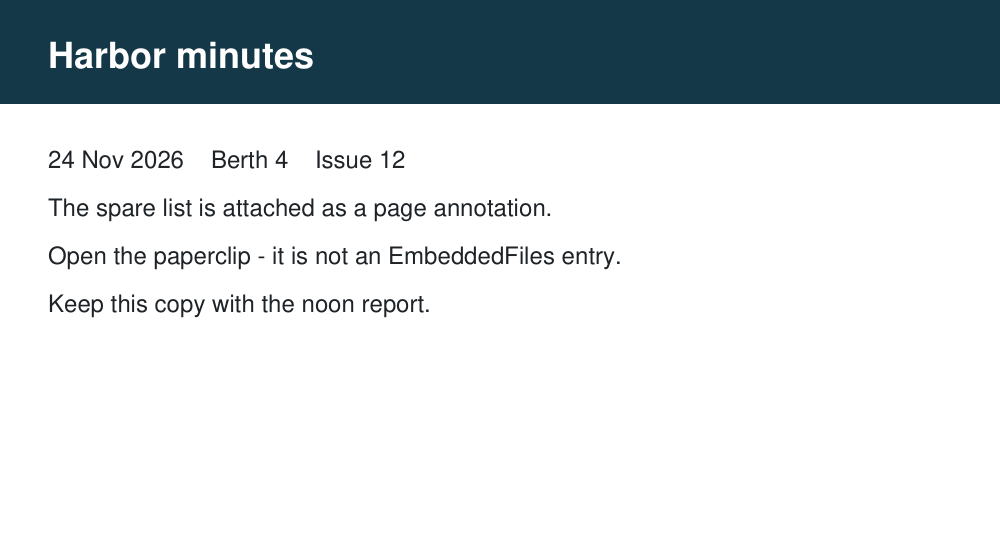 Harbor minutes
24 Nov 2026 Berth 4 Issue 12
The spare list is attached as a page annotation.
Open the paperclip - it is not an EmbeddedFiles entry.
Keep this copy with the noon report.